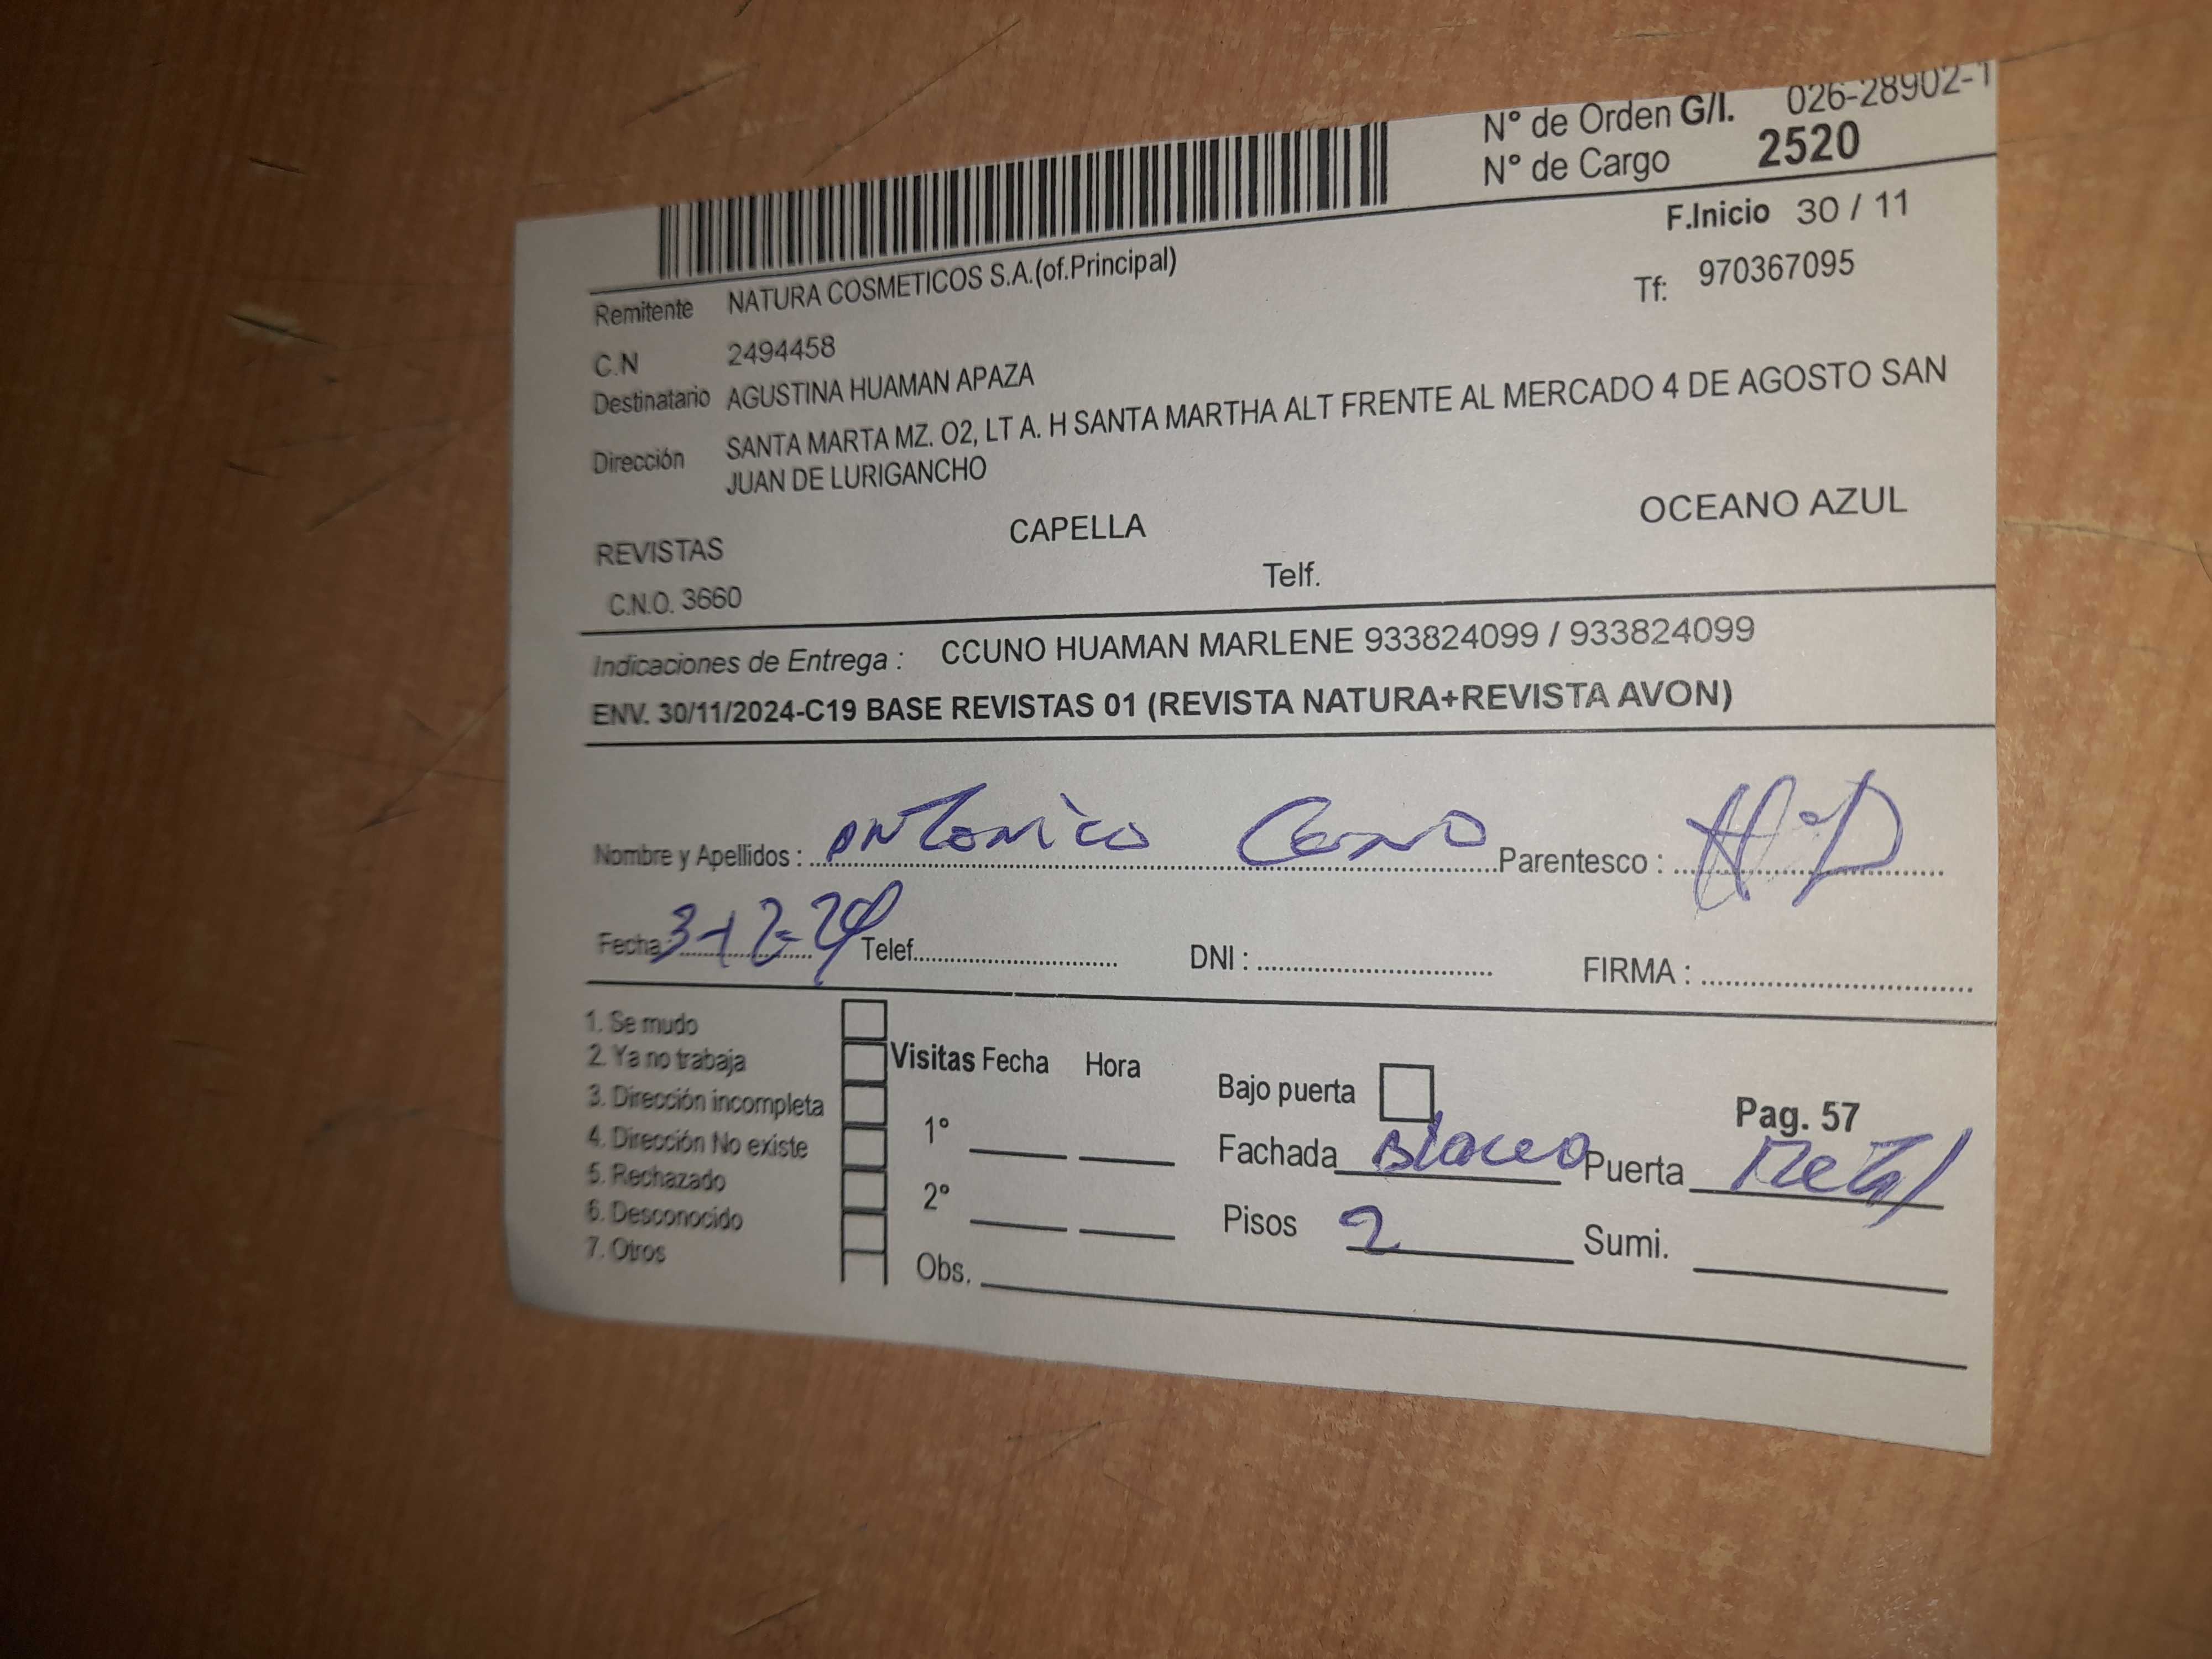 N° de Orden G/I. 026-28902-1
N° de Cargo 2520
F.Inicio 30 / 11
Remitente NATURA COSMETICOS S.A.(of.Principal)
Tf: 970367095
C.N 2494458
Destinatario AGUSTINA HUAMAN APAZA
Dirección SANTA MARTA MZ. O2, LT A. H SANTA MARTHA ALT FRENTE AL MERCADO 4 DE AGOSTO SAN
JUAN DE LURIGANCHO
REVISTAS CAPELLA OCEANO AZUL
C.N.O. 3660 Telf.
Indicaciones de Entrega : CCUNO HUAMAN MARLENE 933824099 / 933824099
ENV. 30/11/2024-C19 BASE REVISTAS 01 (REVISTA NATURA+REVISTA AVON)
Nombre y Apellidos : Parentesco :
Fecha: 3-12-24 Telef. DNI : FIRMA :
1. Se mudo
2. Ya no trabaja
3. Dirección incompleta
4. Dirección No existe
5. Rechazado
6. Desconocido
7. Otros
Visitas Fecha Hora
1°
2°
Obs.
Bajo puerta
Pag. 57
Fachada Blanco Puerta Metal
Pisos 2 Sumi.